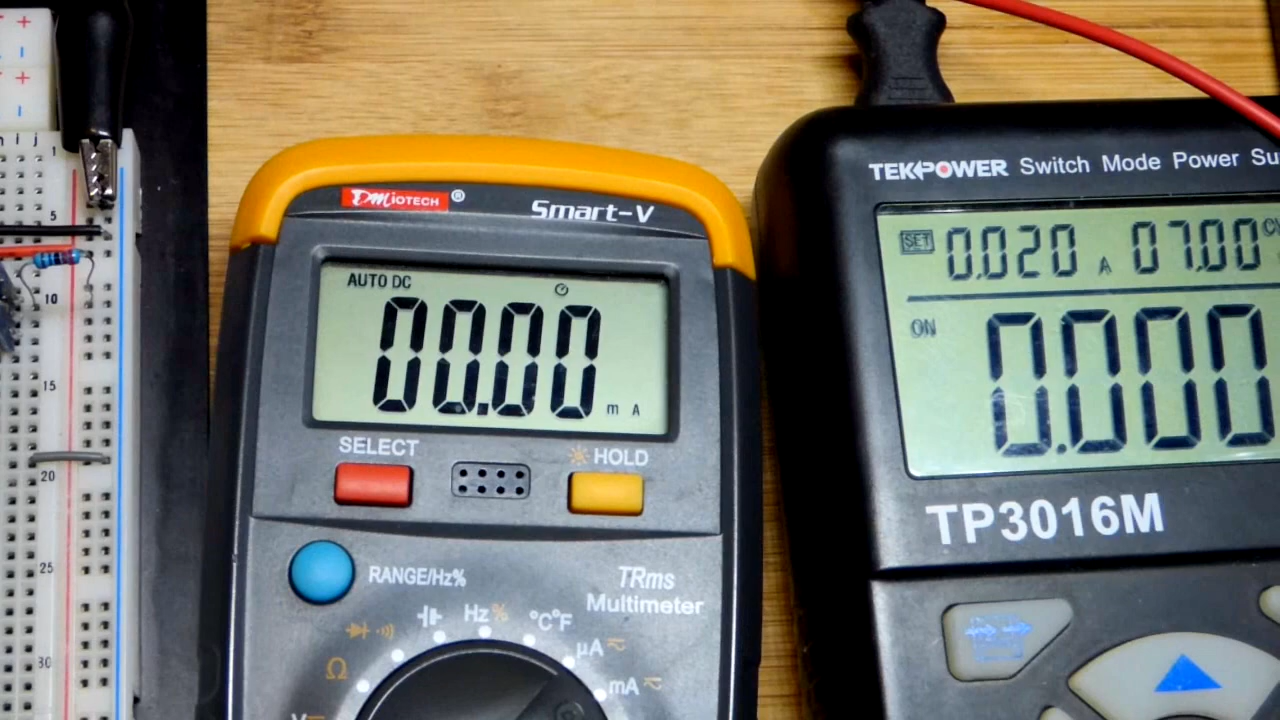 +
-
+
-
h i j
1
5
10
15
20
25
30
DMiOTECH®
Smart-V
AUTO DC
00.00 m A
SELECT
HOLD
RANGE/Hz%
TRms
Multimeter
Hz %
°C°F
µA
Ω
mA
V
TEKPOWER Switch Mode Power Su
SET 0.020 A 07.00
ON
0.000
TP3016M